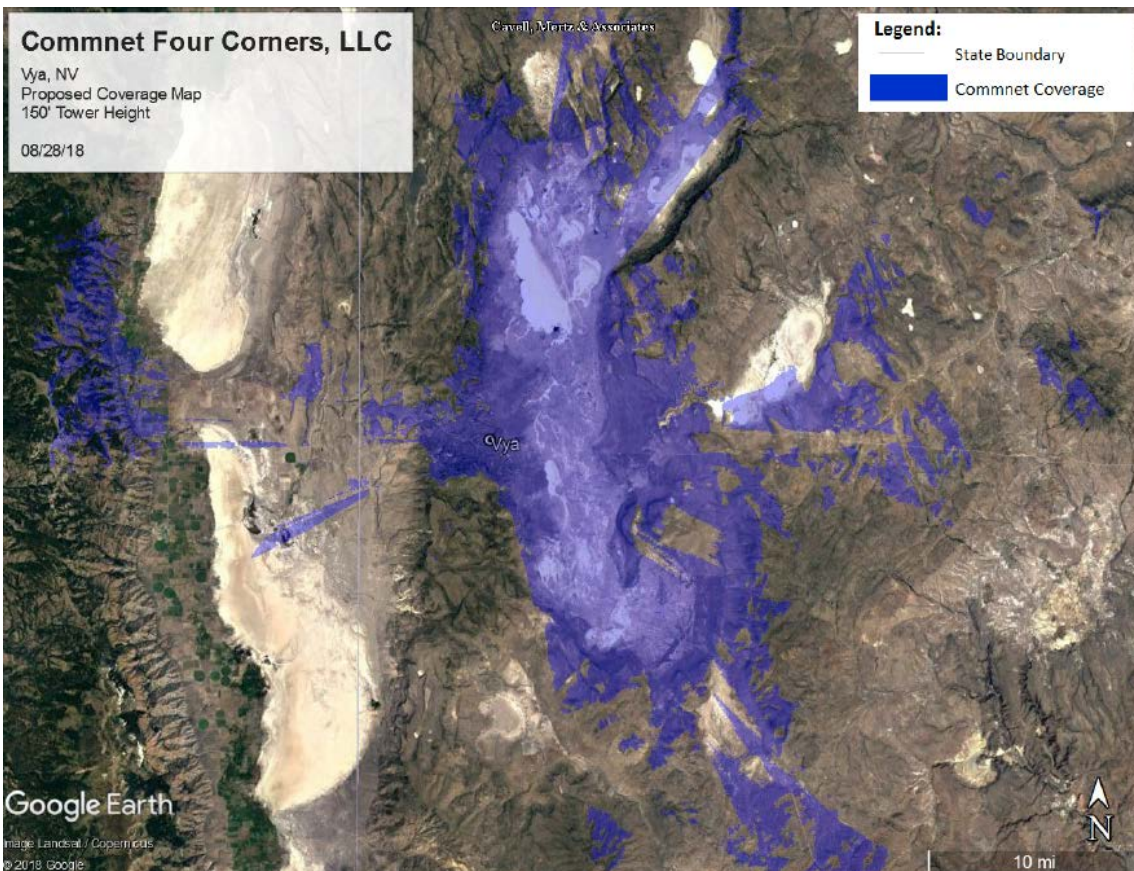 Commnet Four Corners, LLC
Vya, NV
Proposed Coverage Map
150' Tower Height
08/28/18
Cavell, Mertz & Associates
Legend:
State Boundary
Commnet Coverage
Vya
Google Earth
Image Landsat / Copernicus
© 2018 Google
N
10 mi